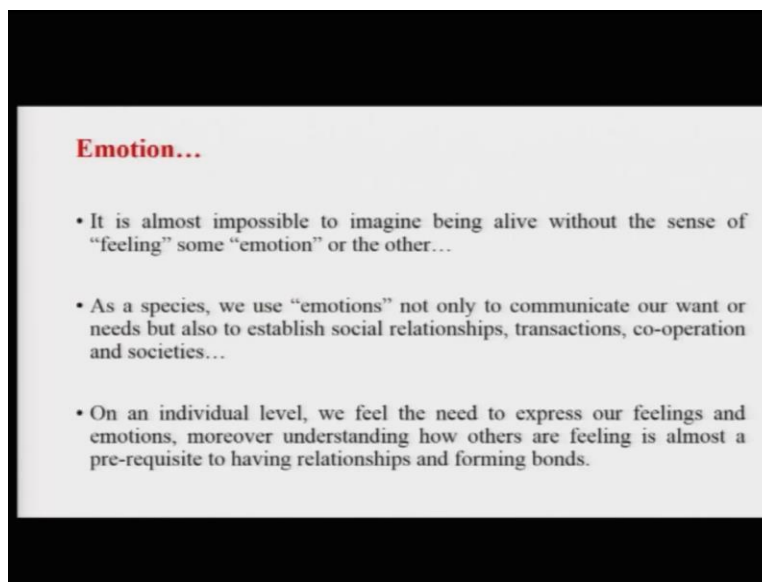 Emotion…
• It is almost impossible to imagine being alive without the sense of
“feeling” some “emotion” or the other…
• As a species, we use “emotions” not only to communicate our want or
needs but also to establish social relationships, transactions, co-operation
and societies…
• On an individual level, we feel the need to express our feelings and
emotions, moreover understanding how others are feeling is almost a
pre-requisite to having relationships and forming bonds.